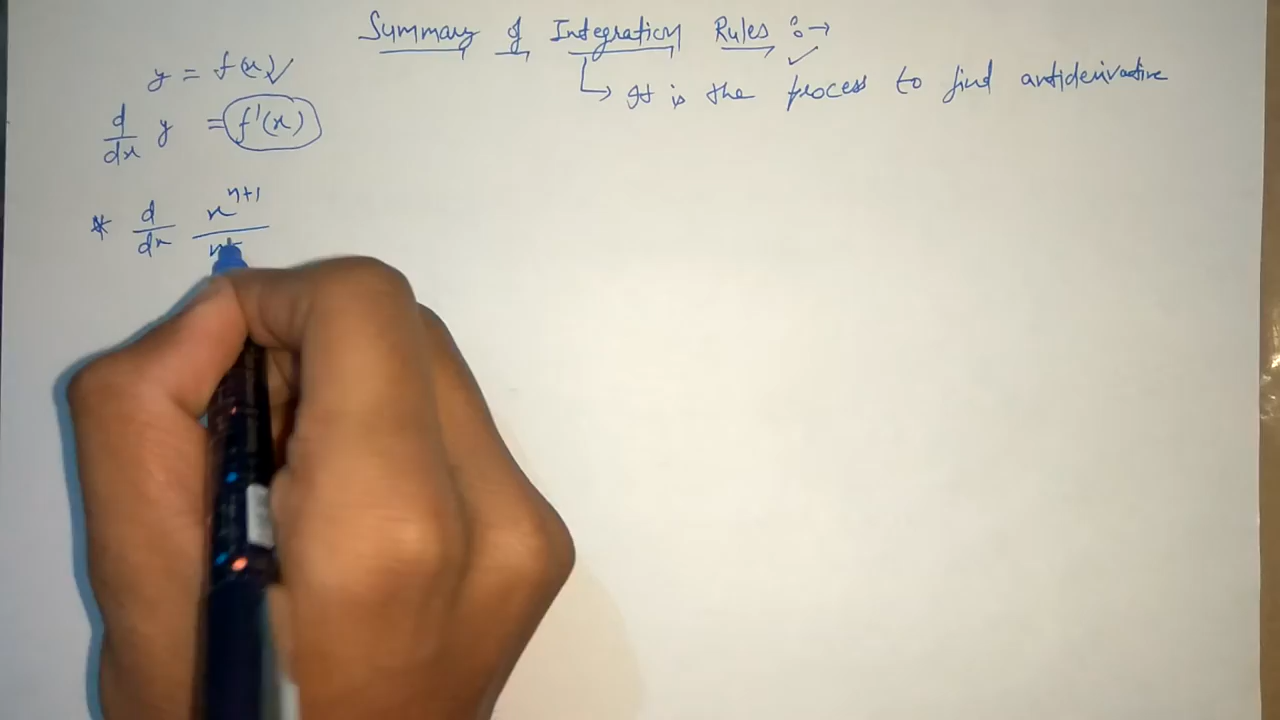 Summary of Integration Rules :→
↳ It is the process to find antiderivative
y = f(x) ✓
d/dx y = f'(x)
* d/dx x^(n+1)/n+